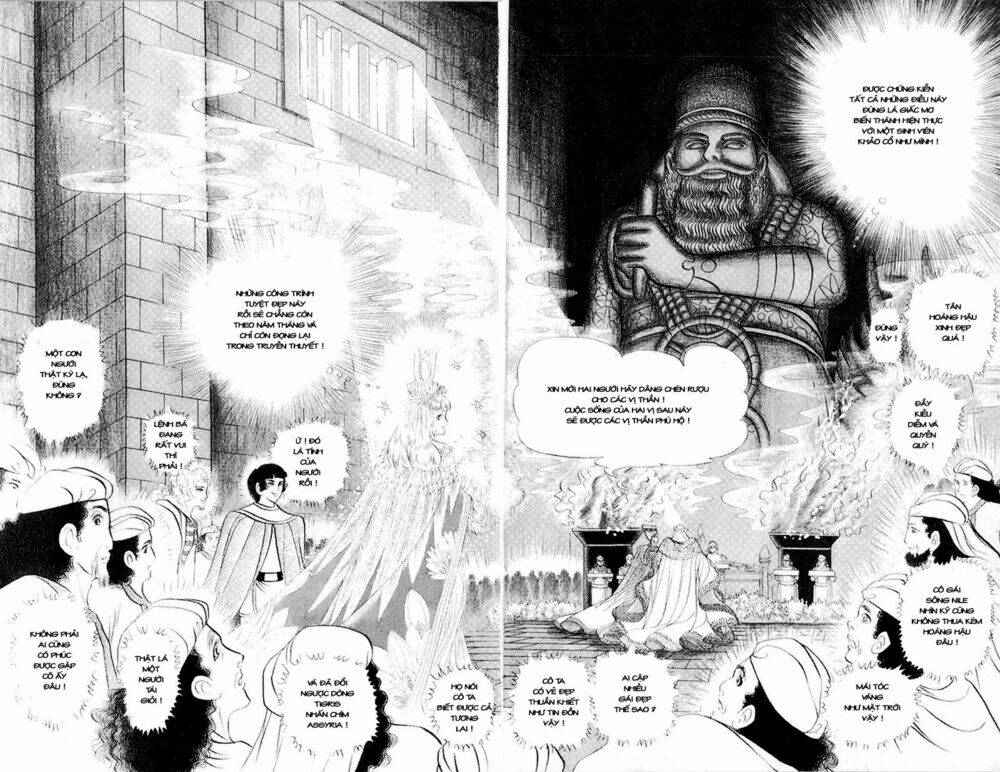 NHỮNG CÔNG TRÌNH
TUYỆT ĐẸP NÀY
RỒI SẼ CHẲNG CÒN
THEO NĂM THÁNG VÀ
CHỈ CÒN ĐỌNG LẠI
TRONG TRUYỀN THUYẾT !
MỘT CON
NGƯỜI
THẬT KỲ LẠ,
ĐÚNG
KHÔNG ?
LỆNH BÀ
ĐANG
RẤT VUI
THÌ
PHẢI !
Ừ ! ĐÓ
LÀ TÍNH
CỦA
NGƯỜI
RỒI !
KHÔNG PHẢI
AI CŨNG
CÓ PHÚC
ĐƯỢC GẶP
CÔ ẤY
ĐÂU !
THẬT LÀ
MỘT
NGƯỜI
TÀI
GIỎI !
VÀ ĐÃ ĐỔI
NGƯỢC DÒNG
TIGRIS
NHẤN CHÌM
ASSYRIA !
HỌ NÓI
CÔ TA
BIẾT ĐƯỢC CẢ
TƯƠNG
LAI !
ĐƯỢC CHỨNG KIẾN
TẤT CẢ NHỮNG ĐIỀU NÀY
ĐÚNG LÀ GIẤC MƠ
BIẾN THÀNH HIỆN THỰC
VỚI MỘT SINH VIÊN
KHẢO CỔ NHƯ MÌNH !
XIN MỜI HAI NGƯỜI HÃY DÂNG CHÉN RƯỢU
CHO CÁC VỊ THẦN !
CUỘC SỐNG CỦA HAI VỊ SAU NÀY
SẼ ĐƯỢC CÁC VỊ THẦN PHÙ HỘ !
TÂN
HOÀNG HẬU
XINH ĐẸP
QUÁ !
ĐÚNG
VẬY !
ĐẦY
KIỀU
DIỄM VÀ
QUYỀN
QUÝ !
CÔ GÁI
SÔNG NILE
NHÌN KỸ CŨNG
KHÔNG THUA KÉM
HOÀNG HẬU
ĐÂU !
MÁI TÓC
VÀNG
NHƯ MẶT TRỜI
VẬY !
AI CẬP
NHIỀU
GÁI ĐẸP
THẾ SAO ?
CÔ TA
CÓ VẺ ĐẸP
THUẦN KHIẾT
NHƯ TIN ĐỒN
VẬY !